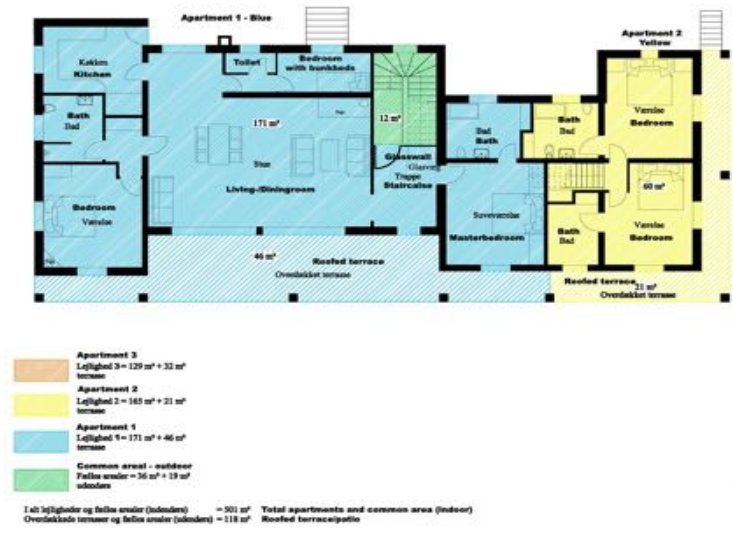 Apartment 1 - Blue
Apartment 2
Yellow
Køkken
Kitchen
Toilet
Bedroom
with bunkbeds
Værelse
Bedroom
Bath
Bad
171 m²
12 m²
Bad
Bath
Bath
Bad
Stue
Glasswall
Glasvæg
Trappe
Staircaise
60 m²
Living-/Diningroom
Soveværelse
Bedroom
Værelse
Masterbedroom
Bath
Bad
Værelse
Bedroom
46 m²
Roofed terrace
Overdækket terrasse
Roofed terrace
21 m²
Overdækket terrasse
Apartment 3
Lejlighed 3 = 129 m² + 32 m²
terrasse
Apartment 2
Lejlighed 2 = 165 m² + 21 m²
terrasse
Apartment 1
Lejlighed 1 = 171 m² + 46 m²
terrasse
Common areal - outdoor
Fælles arealer = 36 m² + 19 m²
udendørs
I alt lejligheder og fælles arealer (indendørs) = 501 m² Total apartments and common area (indoor)
Overdækkede terrasser og fælles arealer (udendørs) = 118 m² Roofed terrace/patio